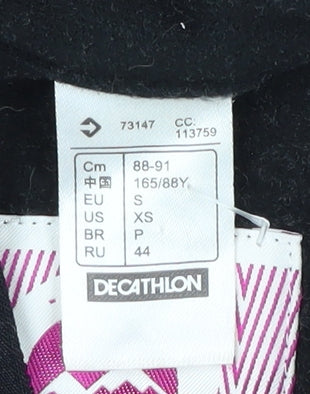 73147 CC:
113759
Cm 88-91
中国 165/88Y
EU S
US XS
BR P
RU 44
DECATHLON